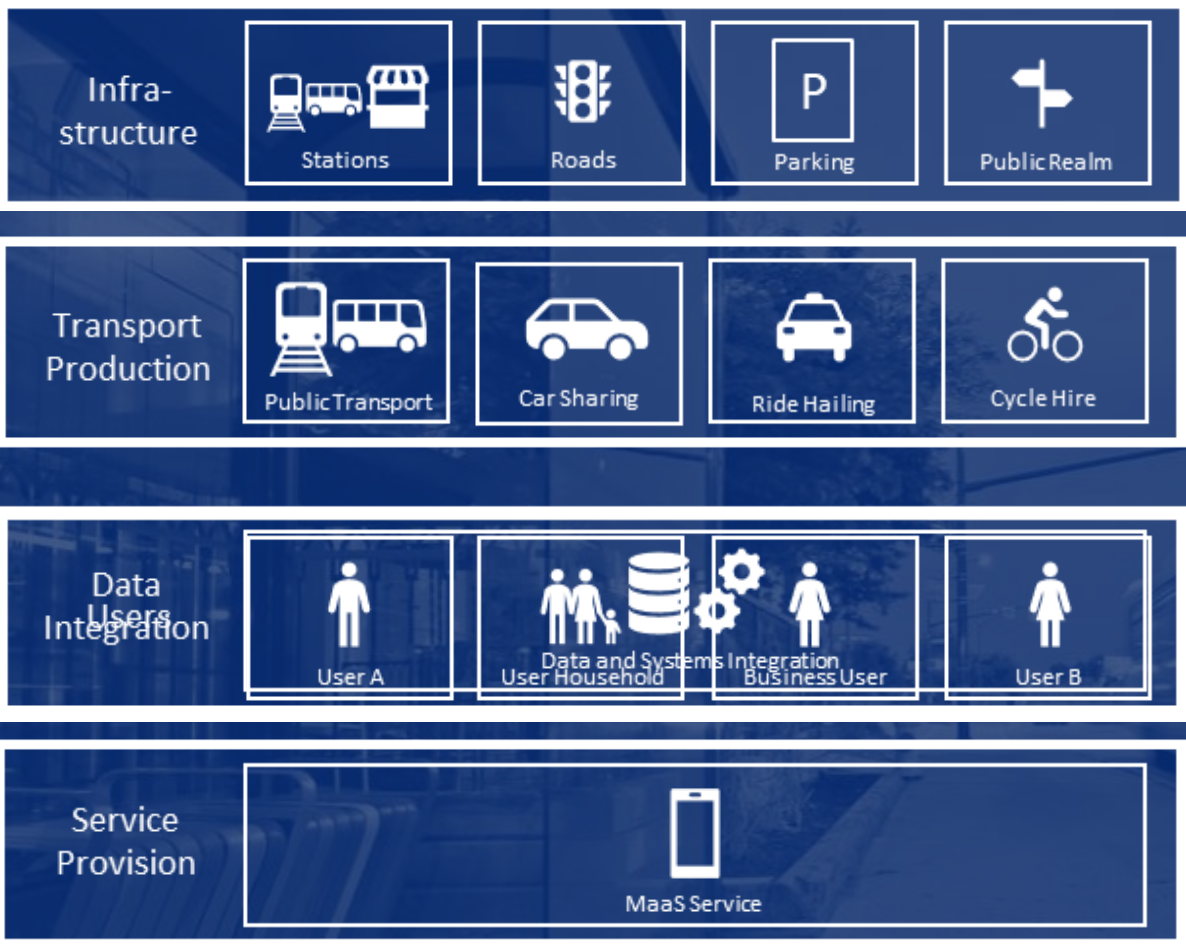 Infra-
structure
Stations
Roads
P
Parking
Public Realm
Transport
Production
Public Transport
Car Sharing
Ride Hailing
Cycle Hire
Data
Integration
Users
Data and Systems Integration
User A
User Household
Business User
User B
Service
Provision
MaaS Service